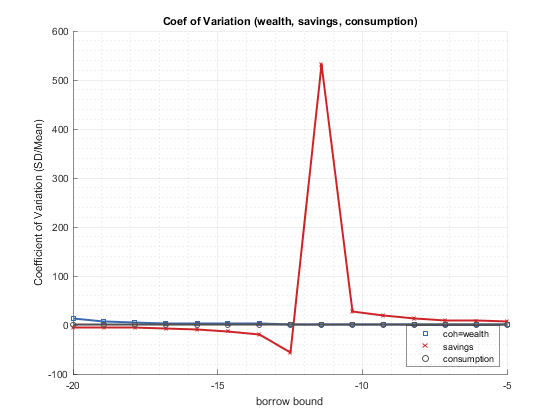 Coef of Variation (wealth, savings, consumption)
600
500
400
300
200
100
0
-100
Coefficient of Variation (SD/Mean)
-20
-15
-10
-5
borrow bound
coh=wealth
savings
consumption